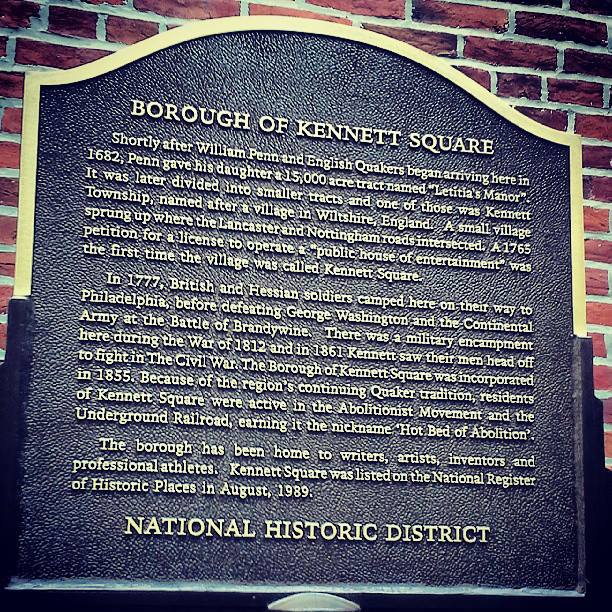 BOROUGH OF KENNETT SQUARE
Shortly after William Penn and English Quakers began arriving here in
1682, Penn gave his daughter a 15,000 acre tract named "Letitia's Manor".
It was later divided into smaller tracts and one of those was Kennett
Township, named after a village in Wiltshire, England. A small village
sprung up where the Lancaster and Nottingham roads intersected. A 1765
petition for a license to operate a "public house of entertainment" was
the first time the village was called Kennett Square.
In 1777, British and Hessian soldiers camped here on their way to
Philadelphia, before defeating George Washington and the Continental
Army at the Battle of Brandywine. There was a military encampment
here during the War of 1812 and in 1861 Kennett saw their men head off
to fight in The Civil War. The Borough of Kennett Square was incorporated
in 1855. Because of the region's continuing Quaker tradition, residents
of Kennett Square were active in the Abolitionist Movement and the
Underground Railroad, earning it the nickname 'Hot Bed of Abolition'.
The borough has been home to writers, artists, inventors and
professional athletes. Kennett Square was listed on the National Register
of Historic Places in August, 1989.
NATIONAL HISTORIC DISTRICT